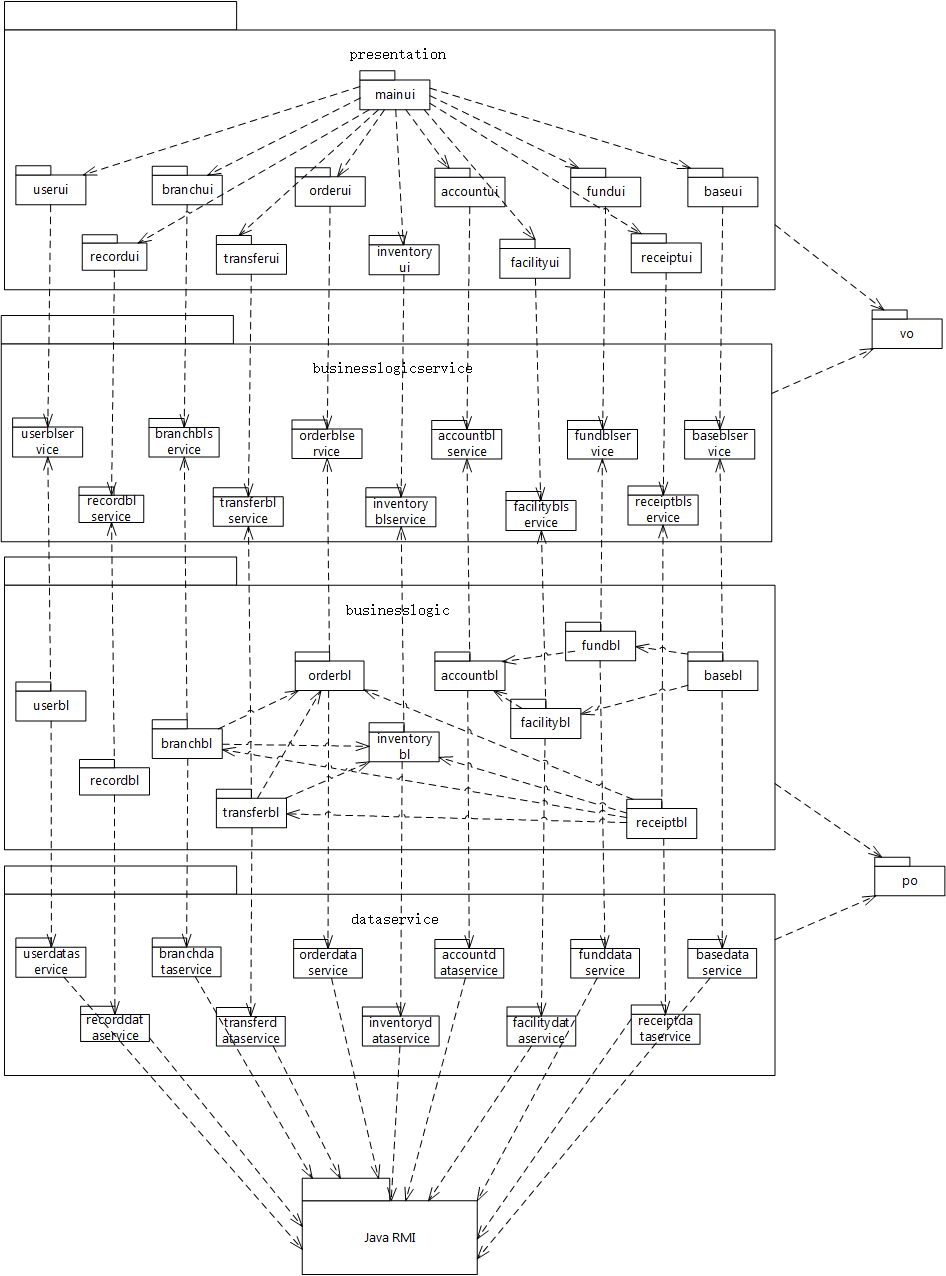 presentation
mainui
userui
branchui
orderui
accountui
fundui
baseui
recordui
transferui
inventory
ui
facilityui
receiptui
vo
businesslogicservice
userblser
vice
branchbls
ervice
orderblse
rvice
accountbl
service
fundblser
vice
baseblser
vice
recordbl
service
transferbl
service
inventory
blservice
facilitybls
ervice
receiptbls
ervice
businesslogic
fundbl
orderbl
accountbl
basebl
userbl
facilitybl
branchbl
inventory
bl
recordbl
transferbl
receiptbl
po
dataservice
userdatas
ervice
branchda
taservice
orderdata
service
accountd
ataservice
funddata
service
basedata
service
recorddat
aservice
transferd
ataservice
inventoryd
ataservice
facilitydat
aservice
receiptda
taservice
Java RMI